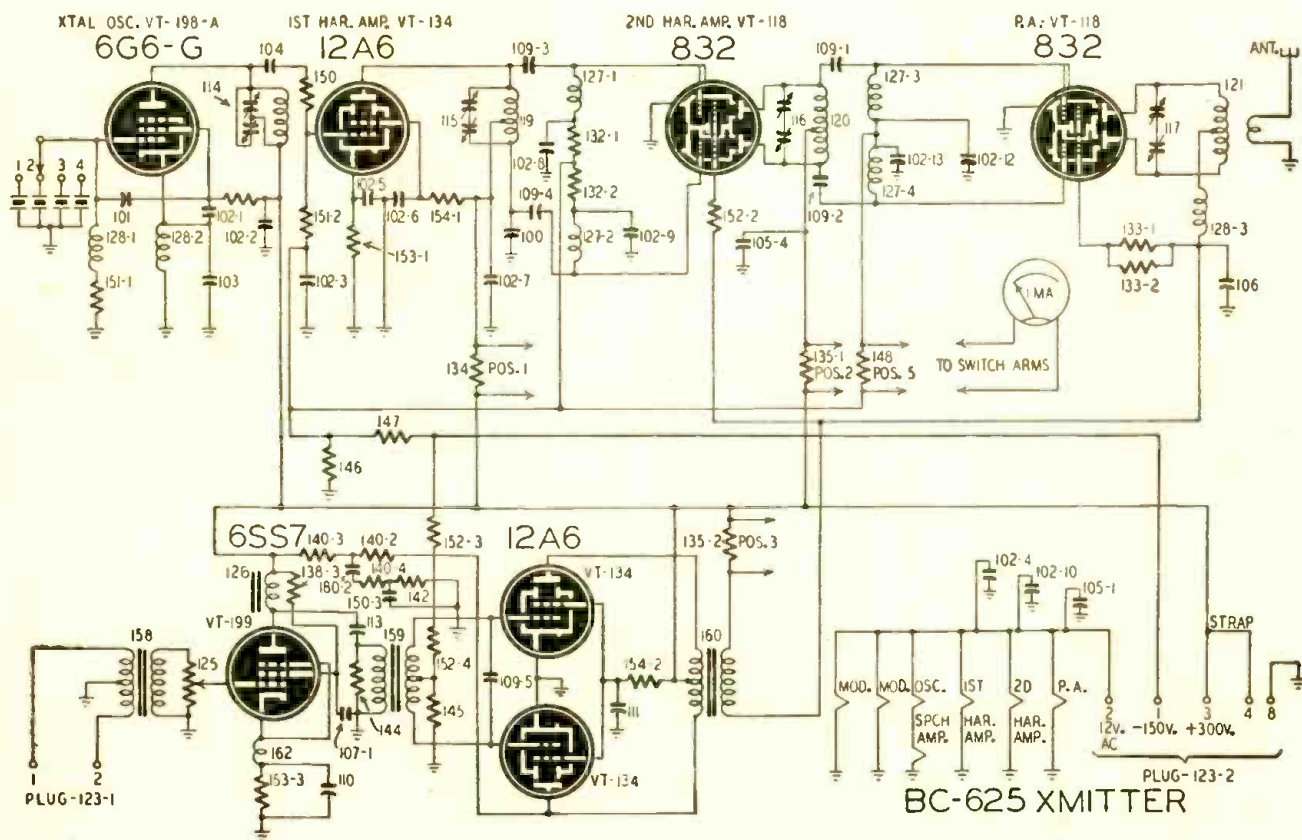 XTAL OSC. VT-198-A
6G6-G
1ST HAR. AMP. VT-134
12A6
2ND HAR. AMP. VT-118
832
P.A. VT-118
832
ANT.
104
114
150
109-3
127-1
109-1
127-3
121
115
119
116
120
117
1 2 3 4
132-1
102-8
102-13
102-12
101
102-1
102-2
151-2
102-5
102-6
154-1
109-4
132-2
109-2
127-4
128-1
128-2
153-1
100
127-2
102-9
152-2
105-4
133-1
128-3
151-1
103
102-3
102-7
133-2
106
1 MA
134
POS. 1
135-1
POS. 2
148
POS. 5
TO SWITCH ARMS
147
146
6SS7
140-3
140-2
152-3
12A6
135-2
POS. 3
126
138-3
180-2
140-4
142
150-3
VT-134
102-4
102-10
105-1
VT-199
113
159
158
125
152-4
109-5
154-2
160
STRAP
145
111
MOD.
MOD.
OSC.
SPCH
AMP.
1ST
HAR.
AMP.
2D
HAR.
AMP.
P.A.
2
1
3
4
8
12V.
AC
-150V.
+300V.
162
107-1
144
153-3
110
VT-134
1
2
PLUG-123-1
PLUG-123-2
BC-625 XMITTER